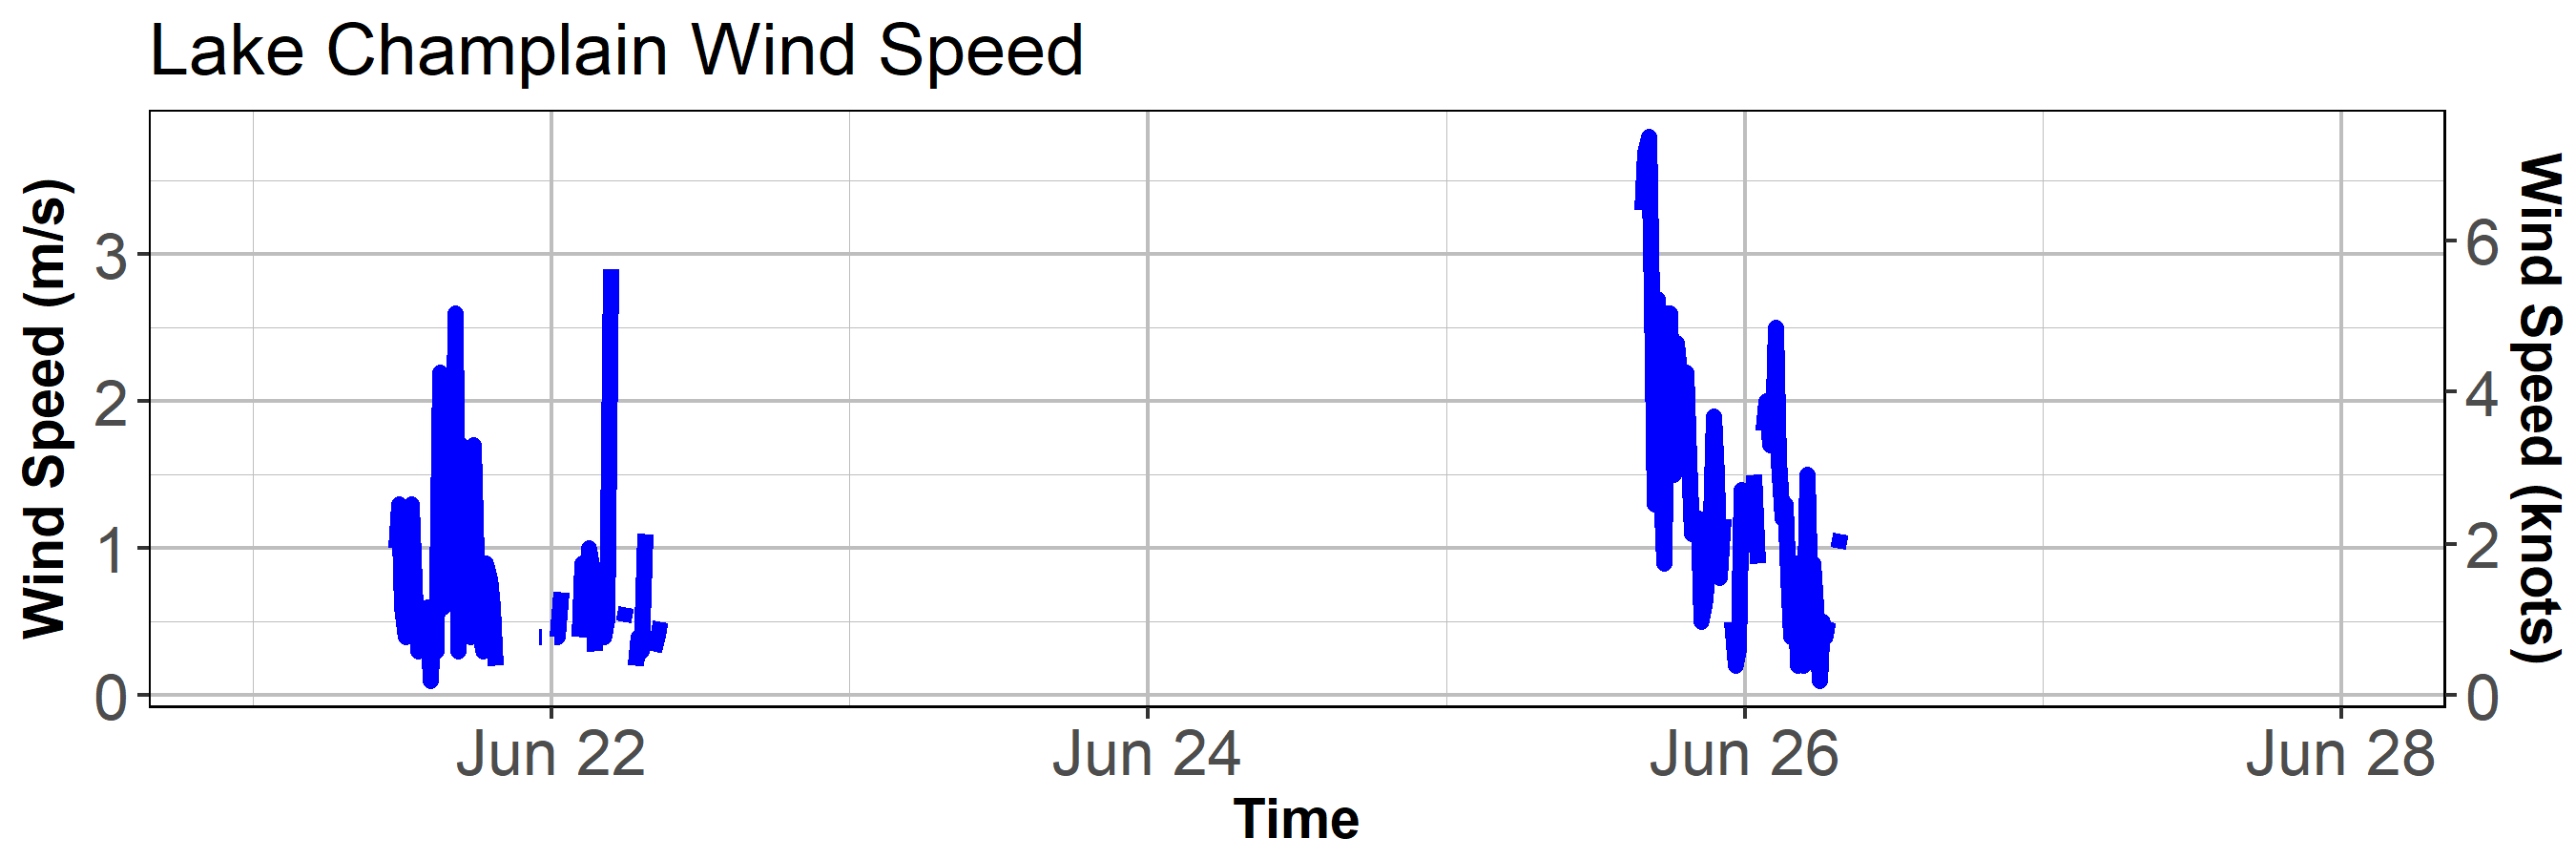 Lake Champlain Wind Speed
Wind Speed (m/s)
3
2
1
0
6
4
2
0
Wind Speed (knots)
Jun 22
Jun 24
Jun 26
Jun 28
Time